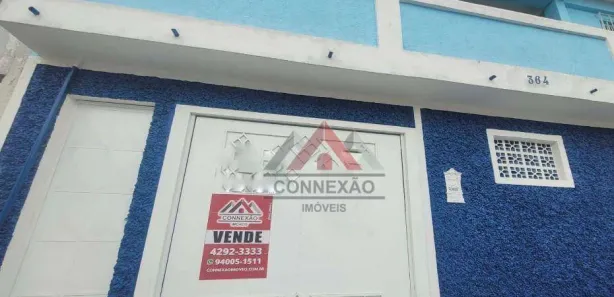 364
CONNEXÃO
IMÓVEIS
CONNEXÃO
VENDE
4292-3333
94005-1511